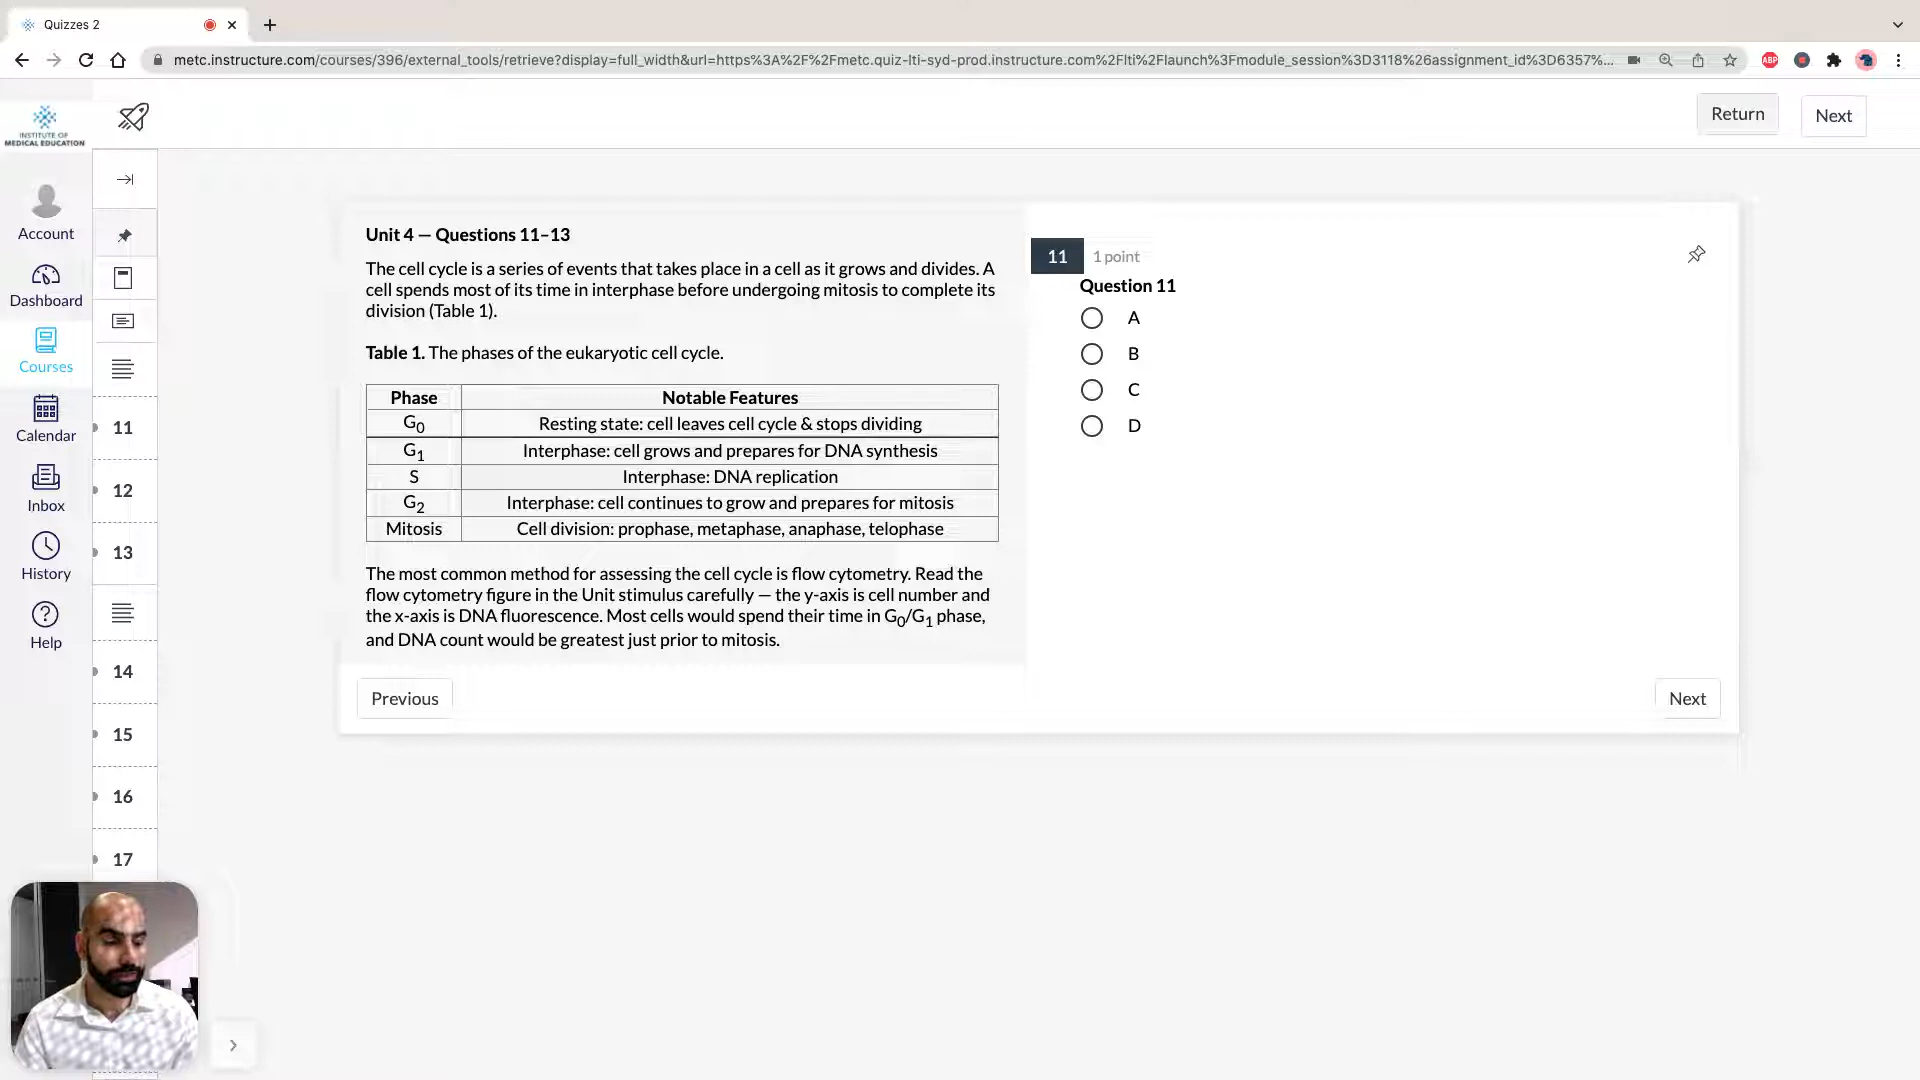 Quizzes 2
metc.instructure.com/courses/396/external_tools/retrieve?display=full_width&url=https%3A%2F%2Fmetc.quiz-lti-syd-prod.instructure.com%2Flti%2Flaunch%3Fmodule_session%3D3118%26assignment_id%3D6357%...
ABP
INSTITUTE OF
MEDICAL EDUCATION
Return
Next
Account
Dashboard
Courses
Calendar
Inbox
History
Help
11
12
13
14
15
16
17
Unit 4 — Questions 11–13
The cell cycle is a series of events that takes place in a cell as it grows and divides. A
cell spends most of its time in interphase before undergoing mitosis to complete its
division (Table 1).
Table 1. The phases of the eukaryotic cell cycle.
Phase Notable Features
G0 Resting state: cell leaves cell cycle & stops dividing
G1 Interphase: cell grows and prepares for DNA synthesis
S Interphase: DNA replication
G2 Interphase: cell continues to grow and prepares for mitosis
Mitosis Cell division: prophase, metaphase, anaphase, telophase
The most common method for assessing the cell cycle is flow cytometry. Read the
flow cytometry figure in the Unit stimulus carefully — the y-axis is cell number and
the x-axis is DNA fluorescence. Most cells would spend their time in G0/G1 phase,
and DNA count would be greatest just prior to mitosis.
11 1 point
Question 11
A
B
C
D
Previous
Next